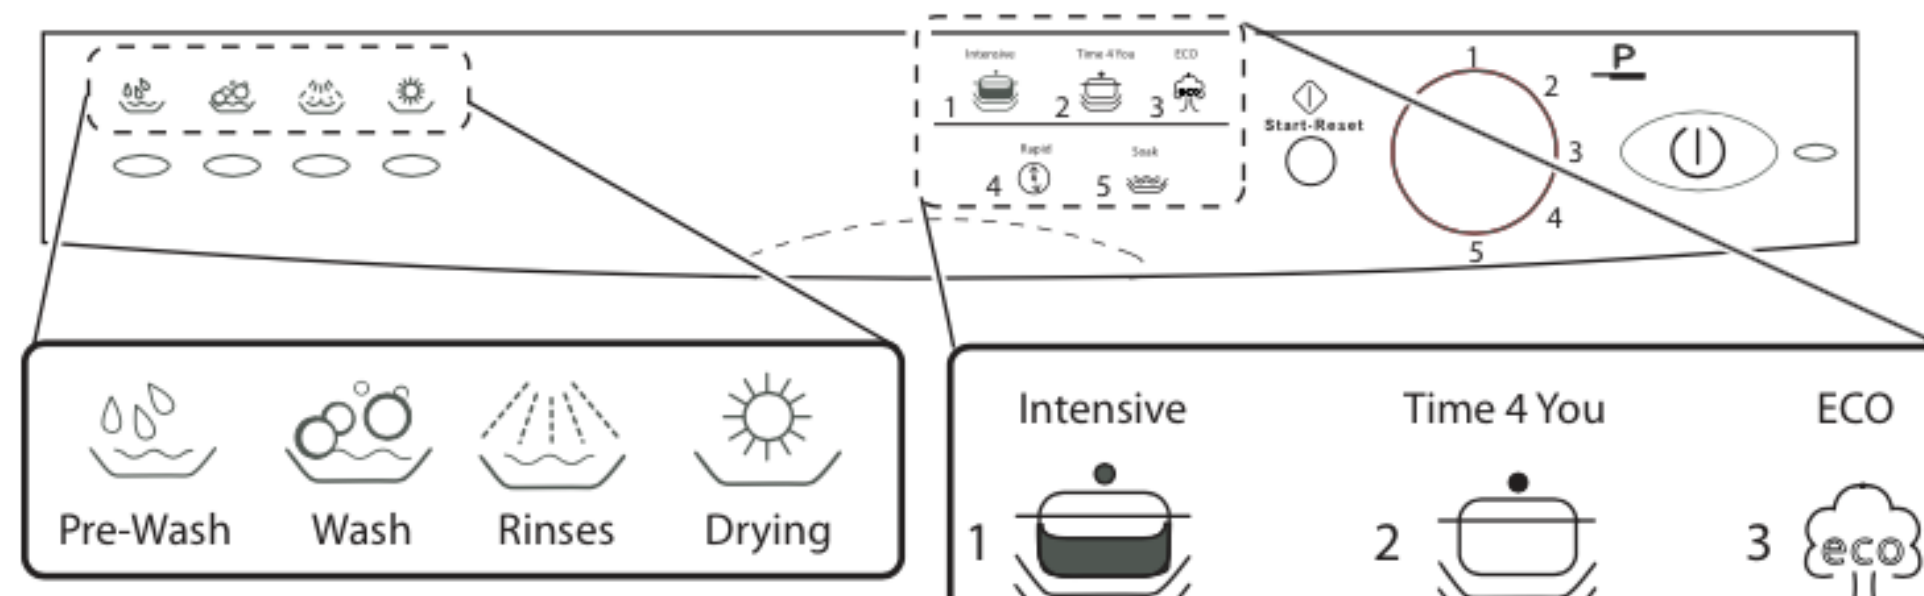 Intensive Time 4 You ECO
1 2 3 eco
Rapid Soak
4 5
Start-Reset
1
2
3
4
5
P
Pre-Wash Wash Rinses Drying
Intensive Time 4 You ECO
1 2 3 eco